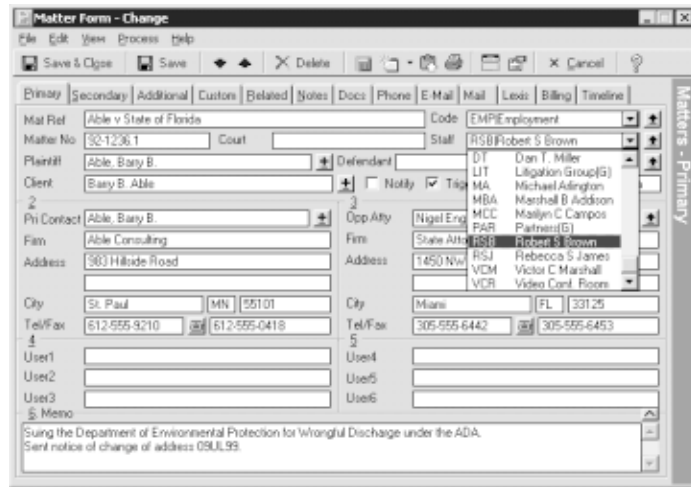 Matter Form - Change
File Edit View Process Help
Save & Close Save Delete Cancel
Primary Secondary Additional Custom Related Notes Docs Phone E-Mail Mail Lexis Billing Timeline
Mat Ref Able v State of Florida Code EMP|Employment
Matter No 92-1236.1 Court Staff RSB|Robert S Brown
Plaintiff Able, Barry B. Defendant
DT Dan T. Miller
LIT Litigation Group(G)
MA Michael Arlington
MBA Marshall B Addison
MCC Marilyn C Campos
PAR Partners(G)
RSB Robert S Brown
RSJ Rebecca S James
VCM Victor C Marshall
VCR Video Conf. Room
Client Barry B. Able Notify
2
Pri Contact Able, Barry B.
Firm Able Consulting
Address 983 Hillside Road
City St. Paul MN 55101
Tel/Fax 612-555-9210 612-555-0418
3
Opp Atty Nigel Eng
Firm State Atto
Address 1450 NW
City Miami FL 33125
Tel/Fax 305-555-6442 305-555-6453
4
User1
User2
User3
5
User4
User5
User6
6. Memo
Suing the Department of Environmental Protection for Wrongful Discharge under the ADA.
Sent notice of change of address 09UL99.
Matters - Primary